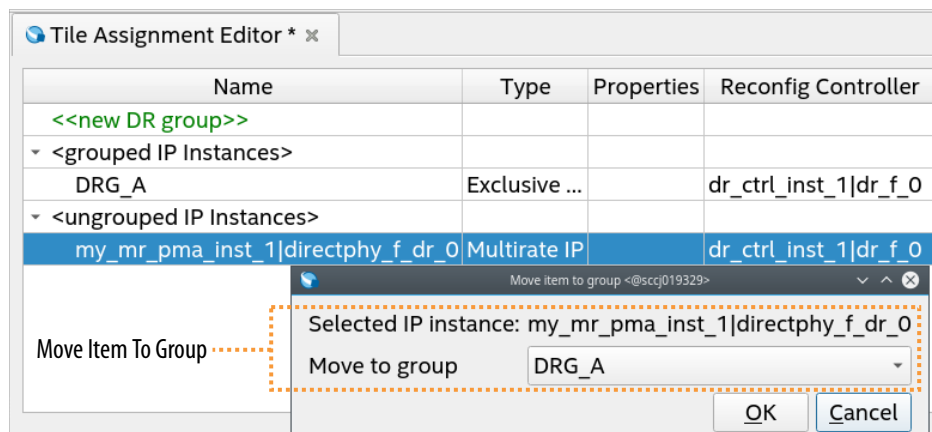 Tile Assignment Editor *
Name Type Properties Reconfig Controller
<<new DR group>>
<grouped IP Instances>
DRG_A Exclusive ... dr_ctrl_inst_1|dr_f_0
<ungrouped IP Instances>
my_mr_pma_inst_1|directphy_f_dr_0 Multirate IP dr_ctrl_inst_1|dr_f_0
Move item to group <@sccj019329>
Selected IP instance: my_mr_pma_inst_1|directphy_f_dr_0
Move Item To Group
Move to group DRG_A
OK Cancel